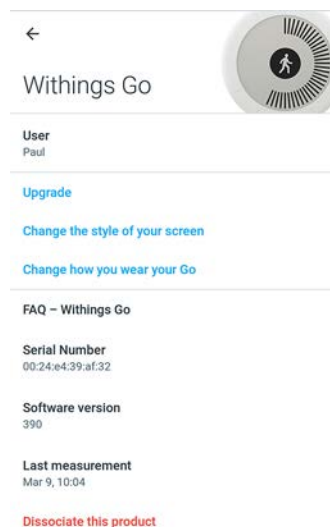 Withings Go
User
Paul
Upgrade
Change the style of your screen
Change how you wear your Go
FAQ – Withings Go
Serial Number
00:24:e4:39:af:32
Software version
390
Last measurement
Mar 9, 10:04
Dissociate this product